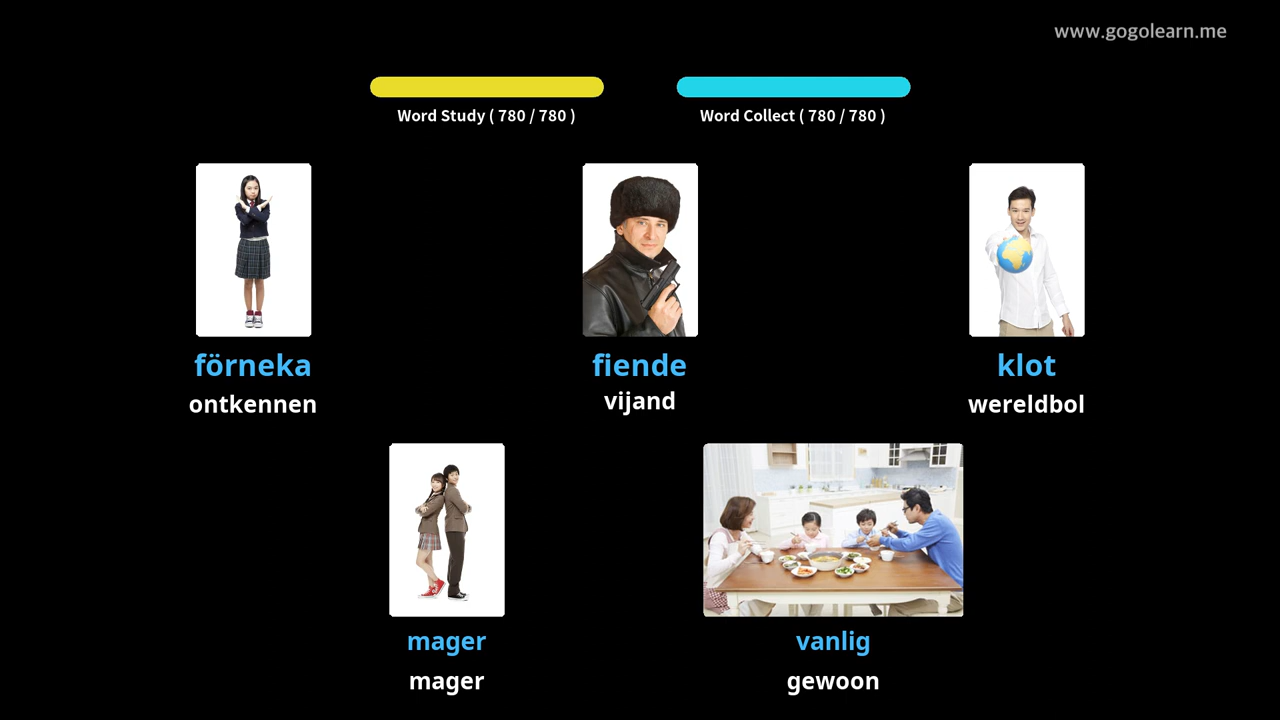 www.gogolearn.me
Word Study ( 780 / 780 )
Word Collect ( 780 / 780 )
förneka
ontkennen
fiende
vijand
klot
wereldbol
mager
mager
vanlig
gewoon